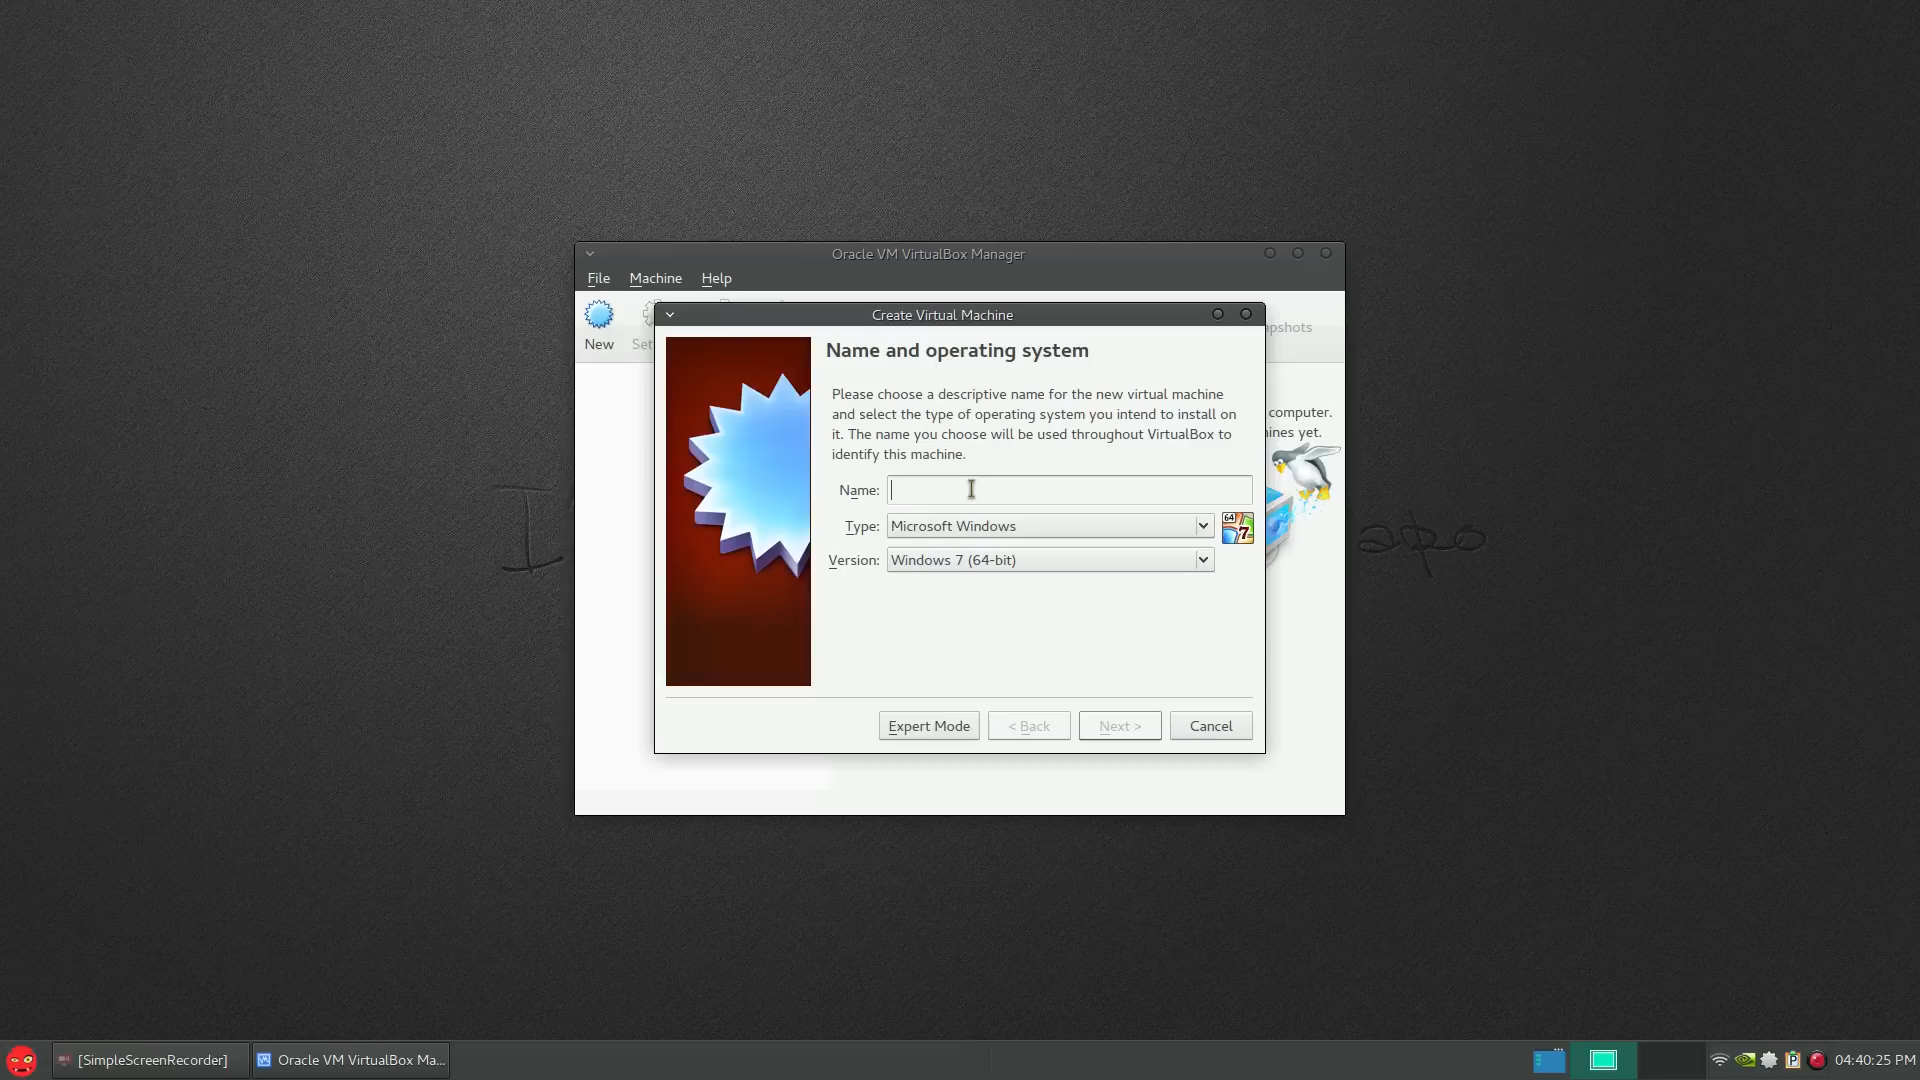 Oracle VM VirtualBox Manager
File Machine Help
Create Virtual Machine
New
Set
pshots
Name and operating system
Please choose a descriptive name for the new virtual machine
and select the type of operating system you intend to install on
it. The name you choose will be used throughout VirtualBox to
identify this machine.
computer.
ines yet.
Name:
Type: Microsoft Windows
64
7
Version: Windows 7 (64-bit)
Expert Mode < Back Next > Cancel
[SimpleScreenRecorder] Oracle VM VirtualBox Ma... 04:40:25 PM